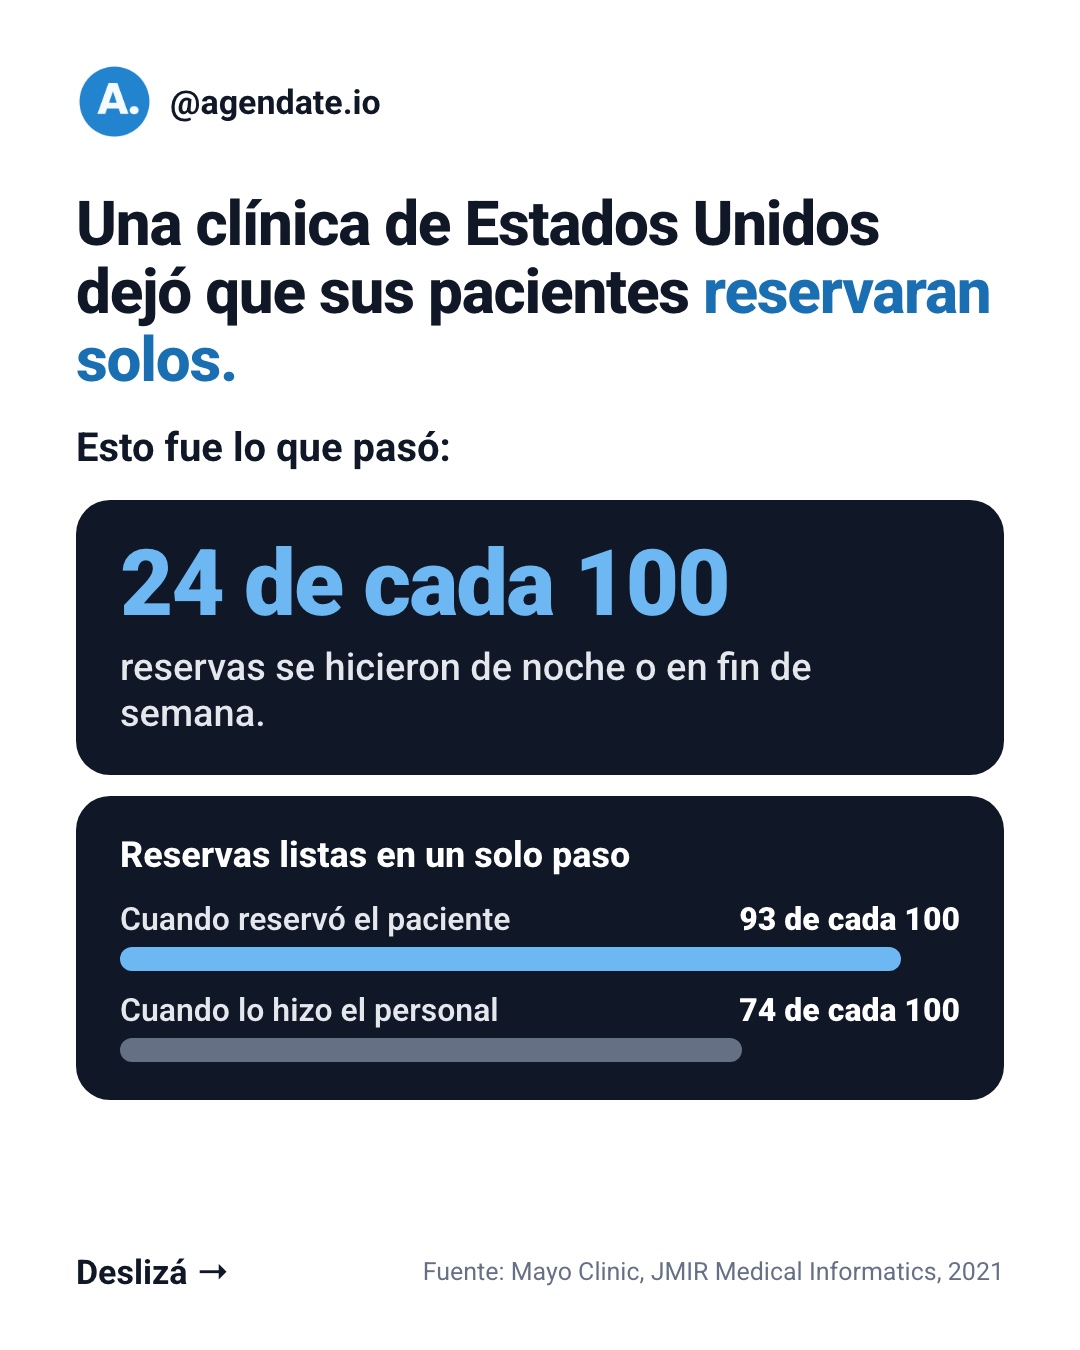 A.
@agendate.io
Una clínica de Estados Unidos
dejó que sus pacientes reservaran
solos.
Esto fue lo que pasó:
24 de cada 100
reservas se hicieron de noche o en fin de
semana.
Reservas listas en un solo paso
Cuando reservó el paciente 93 de cada 100
Cuando lo hizo el personal 74 de cada 100
Deslizá →
Fuente: Mayo Clinic, JMIR Medical Informatics, 2021